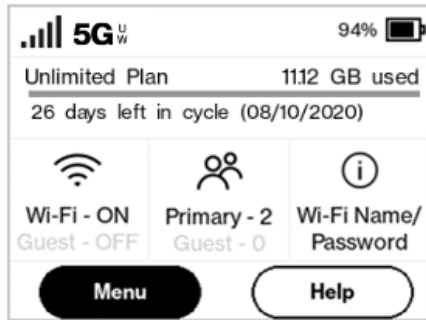 5G UW 94%
Unlimited Plan 11.12 GB used
26 days left in cycle (08/10/2020)
Wi-Fi - ON Primary - 2 Wi-Fi Name/
Guest - OFF Guest - 0 Password
Menu Help